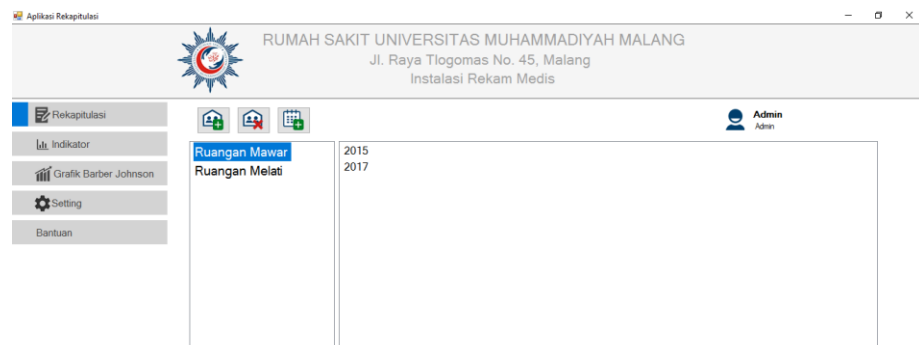 Aplikasi Rekapitulasi
RUMAH SAKIT UNIVERSITAS MUHAMMADIYAH MALANG
Jl. Raya Tlogomas No. 45, Malang
Instalasi Rekam Medis
Rekapitulasi
Indikator
Grafik Barber Johnson
Setting
Bantuan
Admin
Admin
Ruangan Mawar
Ruangan Melati
2015
2017